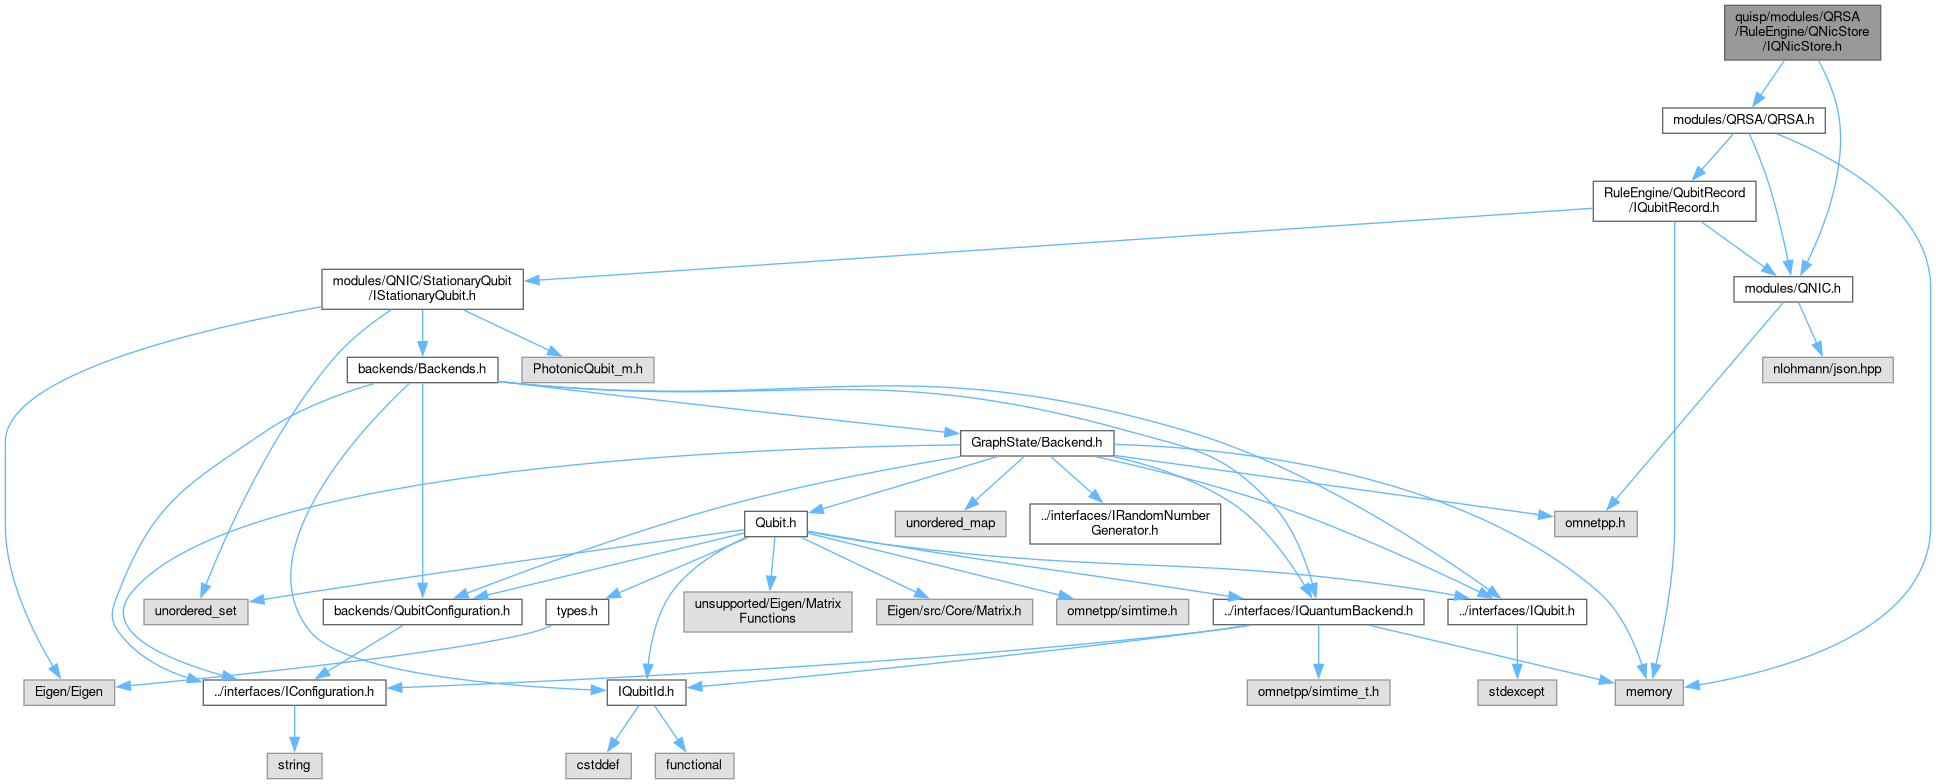 quisp/modules/QRSA
/RuleEngine/QNicStore
/IQNicStore.h
modules/QRSA/QRSA.h
RuleEngine/QubitRecord
/IQubitRecord.h
modules/QNIC/StationaryQubit
/IStationaryQubit.h
modules/QNIC.h
backends/Backends.h
PhotonicQubit_m.h
nlohmann/json.hpp
GraphState/Backend.h
Qubit.h
unordered_map
../interfaces/IRandomNumber
Generator.h
omnetpp.h
unordered_set
backends/QubitConfiguration.h
types.h
unsupported/Eigen/Matrix
Functions
Eigen/src/Core/Matrix.h
omnetpp/simtime.h
../interfaces/IQuantumBackend.h
../interfaces/IQubit.h
Eigen/Eigen
../interfaces/IConfiguration.h
IQubitId.h
omnetpp/simtime_t.h
stdexcept
memory
string
cstddef
functional